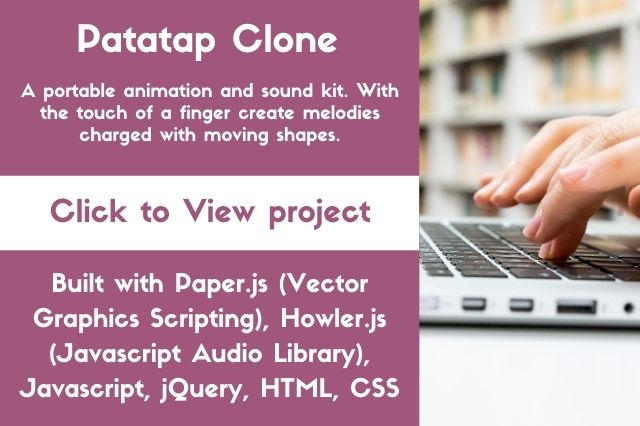 Patatap Clone
A portable animation and sound kit. With
the touch of a finger create melodies
charged with moving shapes.
Click to View project
Built with Paper.js (Vector
Graphics Scripting), Howler.js
(Javascript Audio Library),
Javascript, jQuery, HTML, CSS